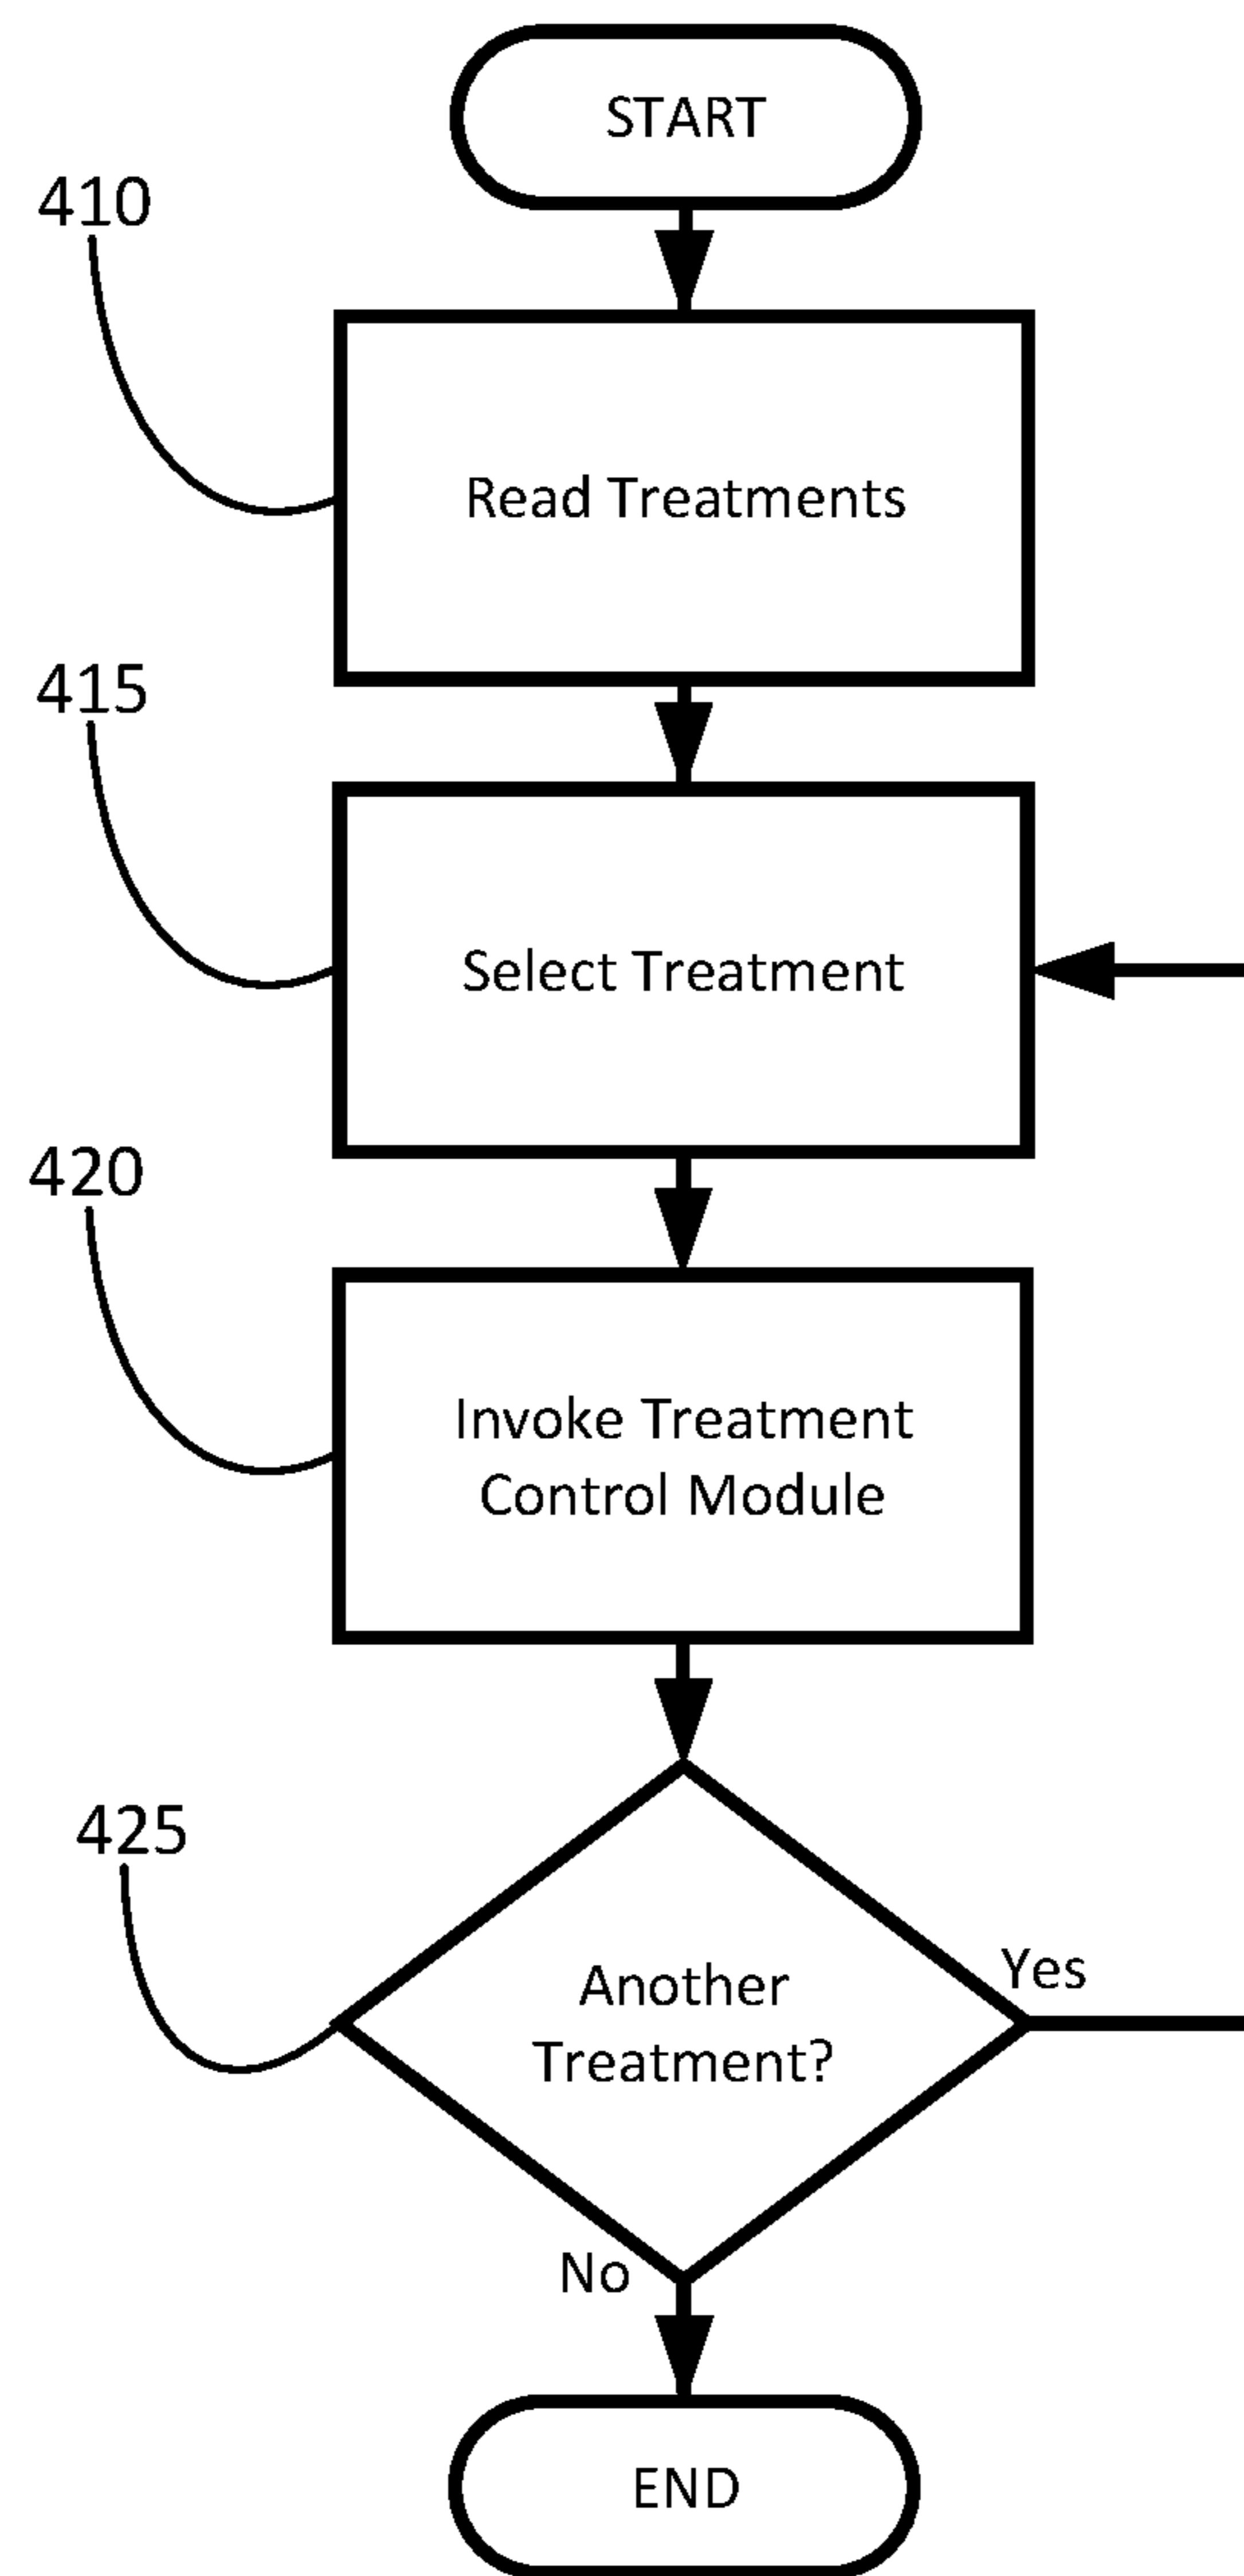 START
410
Read Treatments
415
Select Treatment
420
Invoke Treatment
Control Module
425
Another
Treatment?
Yes
No
END